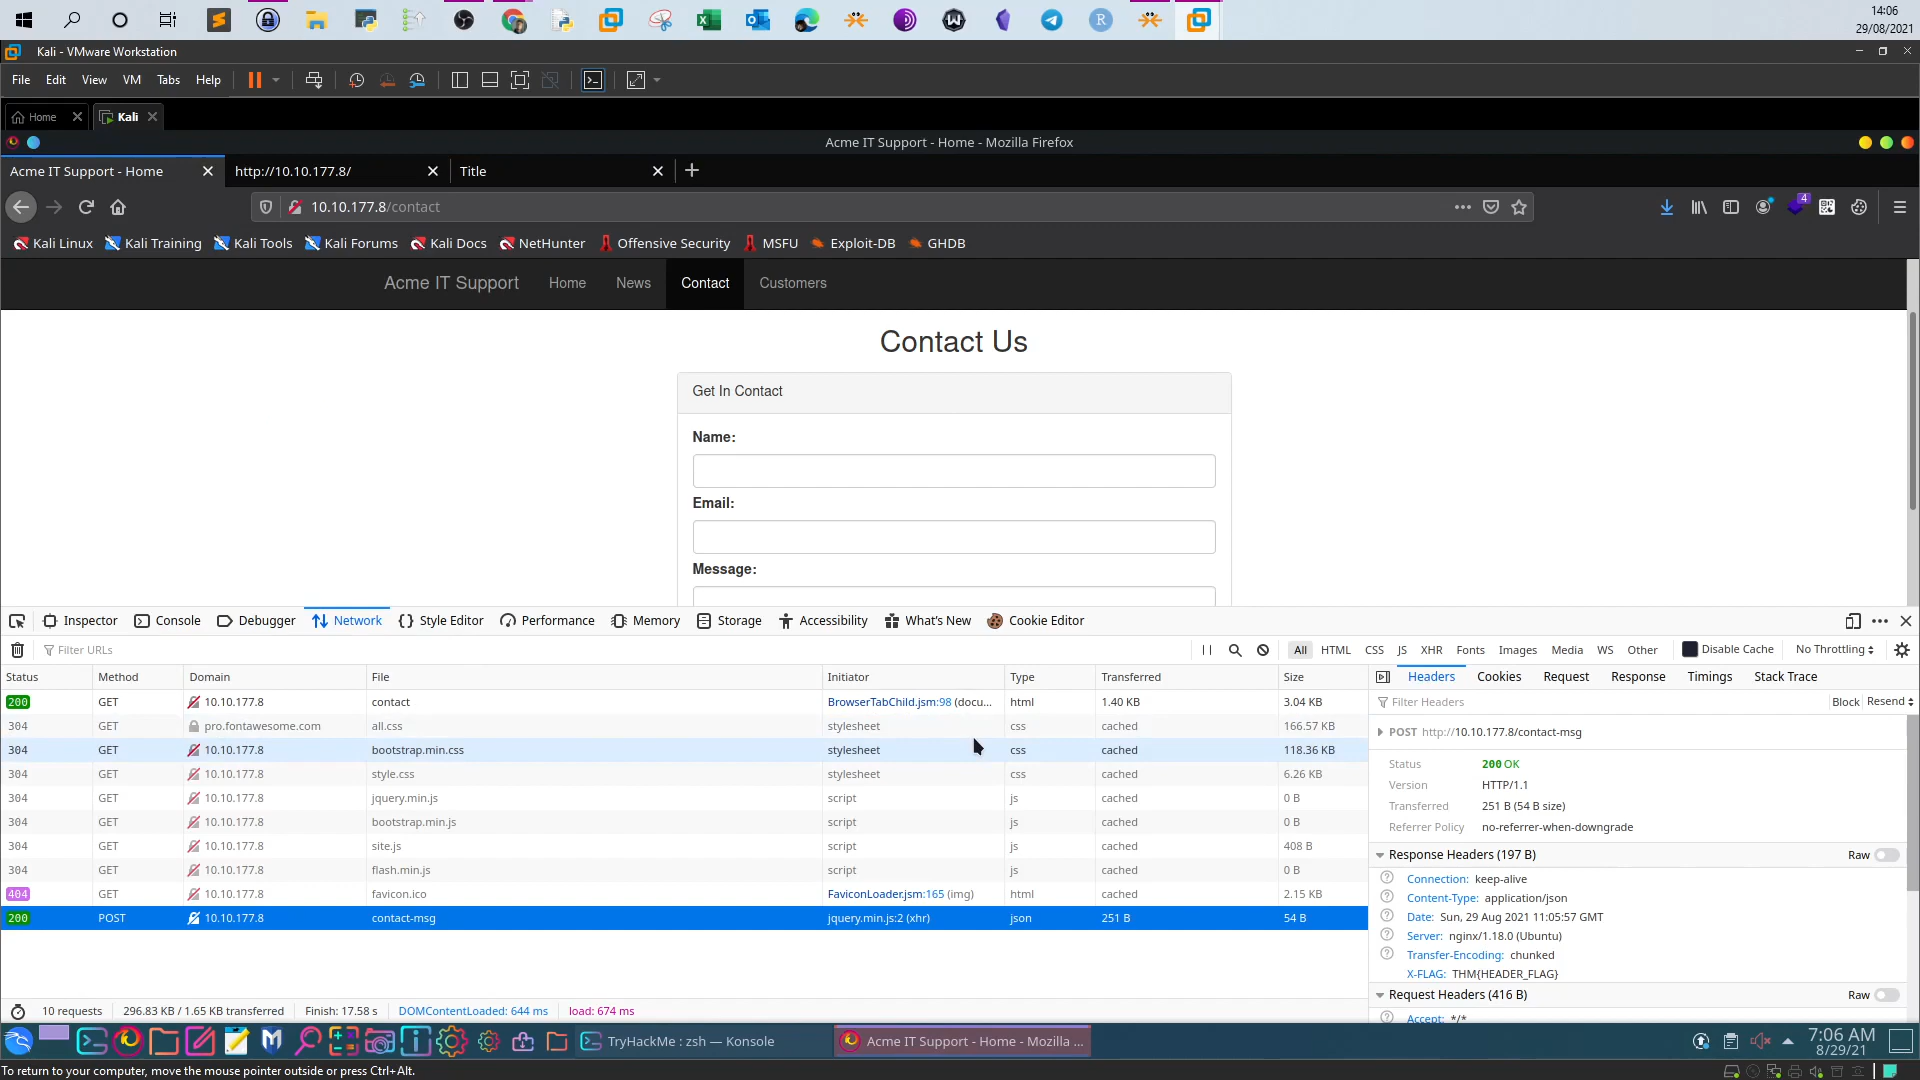 14:06
29/08/2021
Kali - VMware Workstation
File Edit View VM Tabs Help
Home Kali
Acme IT Support - Home - Mozilla Firefox
Acme IT Support - Home http://10.10.177.8/ Title
10.10.177.8/contact
4
Kali Linux Kali Training Kali Tools Kali Forums Kali Docs NetHunter Offensive Security MSFU Exploit-DB GHDB
Acme IT Support Home News Contact Customers
Contact Us
Get In Contact
Name:
Email:
Message:
Inspector Console Debugger Network Style Editor Performance Memory Storage Accessibility What's New Cookie Editor
Filter URLs All HTML CSS JS XHR Fonts Images Media WS Other Disable Cache No Throttling
Status Method Domain File Initiator Type Transferred Size
200 GET 10.10.177.8 contact BrowserTabChild.jsm:98 (docu... html 1.40 KB 3.04 KB
304 GET pro.fontawesome.com all.css stylesheet css cached 166.57 KB
304 GET 10.10.177.8 bootstrap.min.css stylesheet css cached 118.36 KB
304 GET 10.10.177.8 style.css stylesheet css cached 6.26 KB
304 GET 10.10.177.8 jquery.min.js script js cached 0 B
304 GET 10.10.177.8 bootstrap.min.js script js cached 0 B
304 GET 10.10.177.8 site.js script js cached 408 B
304 GET 10.10.177.8 flash.min.js script js cached 0 B
404 GET 10.10.177.8 favicon.ico FaviconLoader.jsm:165 (img) html cached 2.15 KB
200 POST 10.10.177.8 contact-msg jquery.min.js:2 (xhr) json 251 B 54 B
Headers Cookies Request Response Timings Stack Trace
Filter Headers Block Resend
POST http://10.10.177.8/contact-msg
Status 200 OK
Version HTTP/1.1
Transferred 251 B (54 B size)
Referrer Policy no-referrer-when-downgrade
Response Headers (197 B) Raw
Connection: keep-alive
Content-Type: application/json
Date: Sun, 29 Aug 2021 11:05:57 GMT
Server: nginx/1.18.0 (Ubuntu)
Transfer-Encoding: chunked
X-FLAG: THM{HEADER_FLAG}
Request Headers (416 B) Raw
Accept: */*
10 requests 296.83 KB / 1.65 KB transferred Finish: 17.58 s DOMContentLoaded: 644 ms load: 674 ms
TryHackMe : zsh — Konsole Acme IT Support - Home - Mozilla ...
7:06 AM
8/29/21
To return to your computer, move the mouse pointer outside or press Ctrl+Alt.